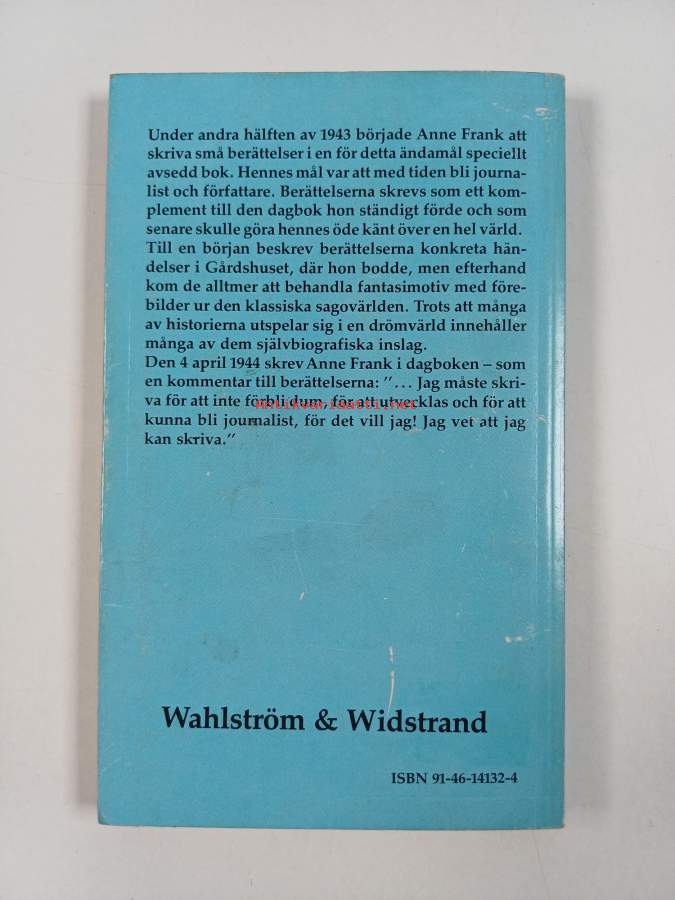 Under andra hälften av 1943 började Anne Frank att
skriva små berättelser i en för detta ändamål speciellt
avsedd bok. Hennes mål var att med tiden bli journa-
list och författare. Berättelserna skrevs som ett kom-
plement till den dagbok hon ständigt förde och som
senare skulle göra hennes öde känt över en hel värld.
Till en början beskrev berättelserna konkreta hän-
delser i Gårdshuset, där hon bodde, men efterhand
kom de alltmer att behandla fantasimotiv med före-
bilder ur den klassiska sagovärlden. Trots att många
av historierna utspelar sig i en drömvärld innehåller
många av dem självbiografiska inslag.
Den 4 april 1944 skrev Anne Frank i dagboken – som
en kommentar till berättelserna: ”... Jag måste skri-
va för att inte förbli dum, för att utvecklas och för att
antikvariaatti.net
kunna bli journalist, för det vill jag! Jag vet att jag
kan skriva.”
Wahlström & Widstrand
ISBN 91-46-14132-4